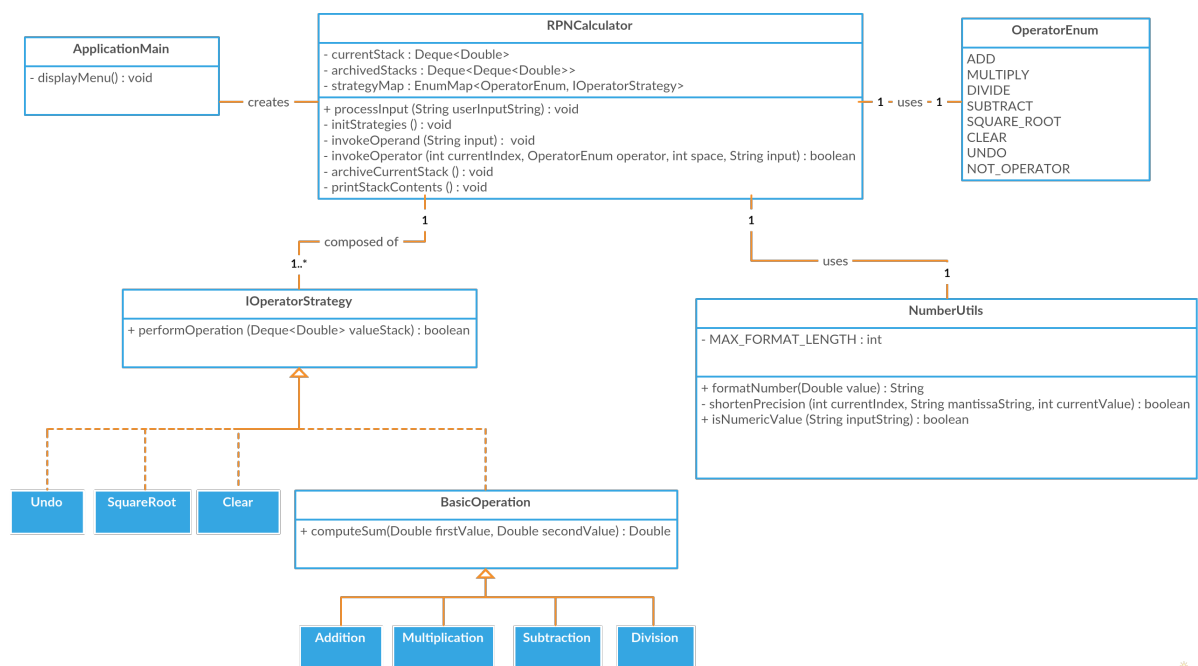 ApplicationMain
- displayMenu() : void
creates
RPNCalculator
- currentStack : Deque<Double>
- archivedStacks : Deque<Deque<Double>>
- strategyMap : EnumMap<OperatorEnum, IOperatorStrategy>
+ processInput (String userInputString) : void
- initStrategies () : void
- invokeOperand (String input) :  void
- invokeOperator (int currentIndex, OperatorEnum operator, int space, String input) : boolean
- archiveCurrentStack () : void
- printStackContents () : void
1 uses 1
OperatorEnum
ADD
MULTIPLY
DIVIDE
SUBTRACT
SQUARE_ROOT
CLEAR
UNDO
NOT_OPERATOR
1
composed of
1..*
1
uses
1
IOperatorStrategy
+ performOperation (Deque<Double> valueStack) : boolean
NumberUtils
- MAX_FORMAT_LENGTH : int
+ formatNumber(Double value) : String
- shortenPrecision (int currentIndex, String mantissaString, int currentValue) : boolean
+ isNumericValue (String inputString) : boolean
Undo
SquareRoot
Clear
BasicOperation
+ computeSum(Double firstValue, Double secondValue) : Double
Addition
Multiplication
Subtraction
Division